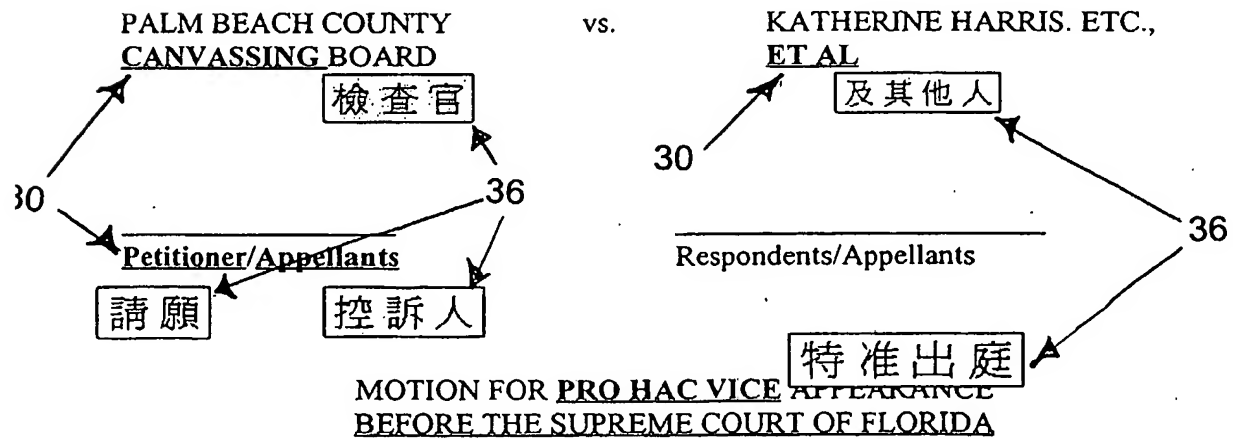 PALM BEACH COUNTY vs. KATHERINE HARRIS. ETC.,
CANVASSING BOARD ET AL
檢查官 及其他人
30
30 36
36
Petitioner/Appellants Respondents/Appellants
請願 控訴人
特准出庭
MOTION FOR PRO HAC VICE APPEARANCE
BEFORE THE SUPREME COURT OF FLORIDA